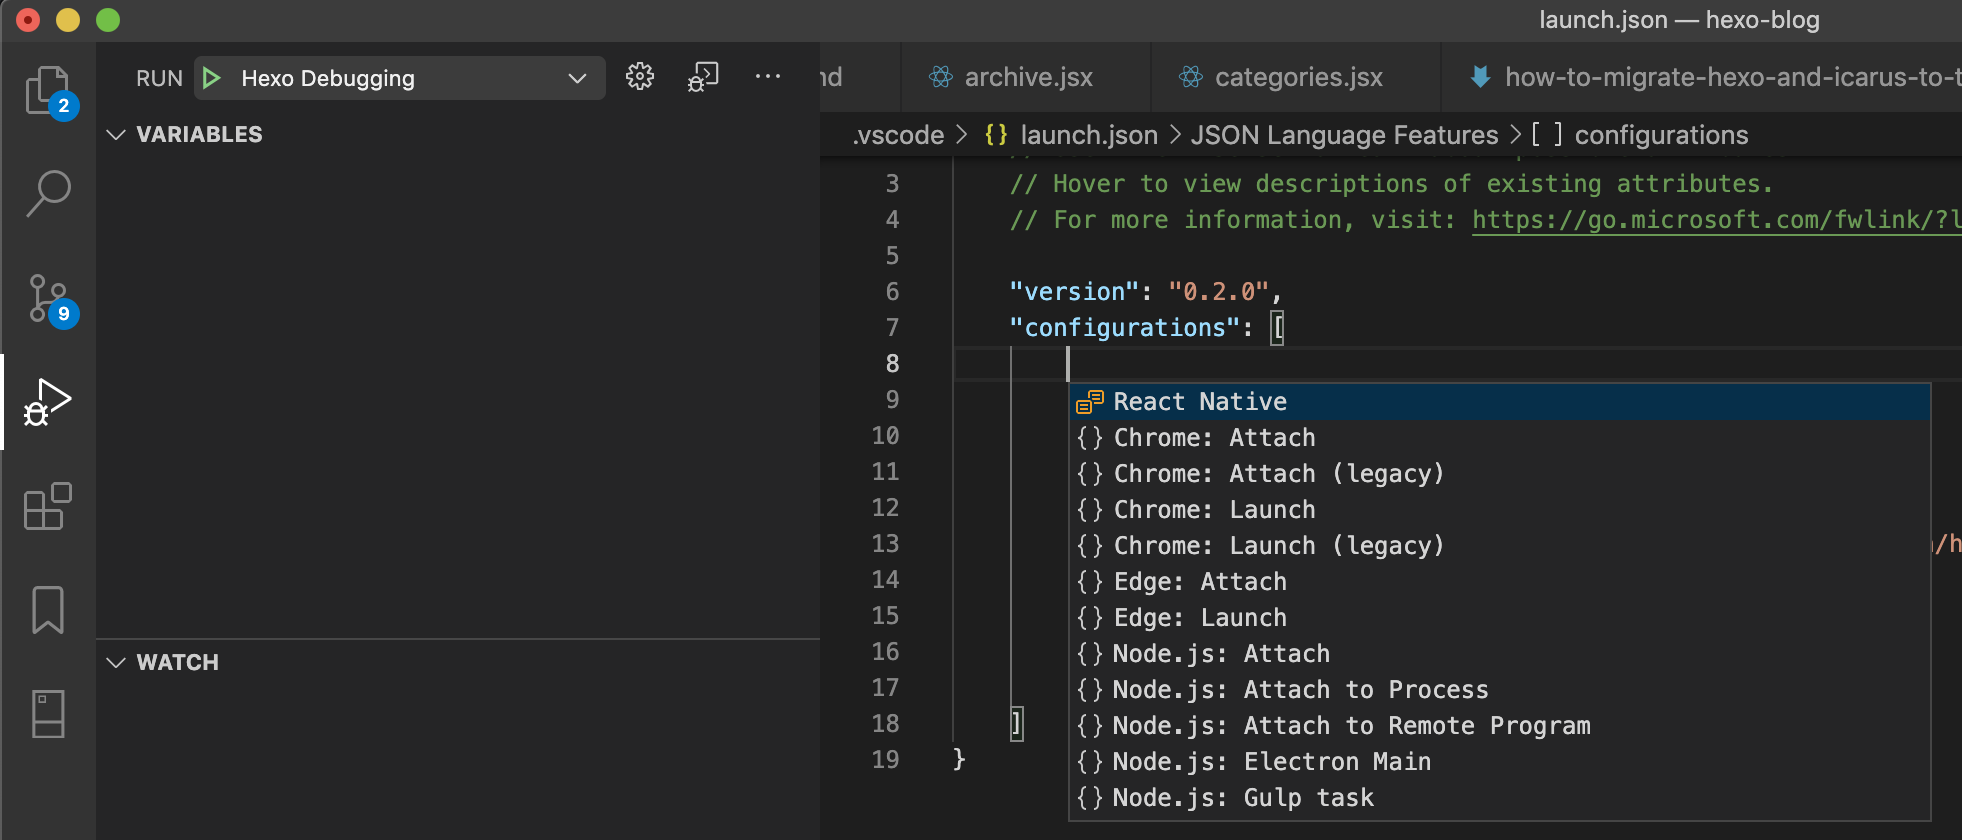 launch.json — hexo-blog
RUN Hexo Debugging
2
VARIABLES
9
WATCH
nd archive.jsx categories.jsx how-to-migrate-hexo-and-icarus-to-t
.vscode > {} launch.json > JSON Language Features > [ ] configurations
3 // Hover to view descriptions of existing attributes.
4 // For more information, visit: https://go.microsoft.com/fwlink/?l
5
6 "version": "0.2.0",
7 "configurations": [
8
9 React Native
10 {} Chrome: Attach
11 {} Chrome: Attach (legacy)
12 {} Chrome: Launch
13 {} Chrome: Launch (legacy) /h
14 {} Edge: Attach
15 {} Edge: Launch
16 {} Node.js: Attach
17 {} Node.js: Attach to Process
18 ] {} Node.js: Attach to Remote Program
19 } {} Node.js: Electron Main
{} Node.js: Gulp task